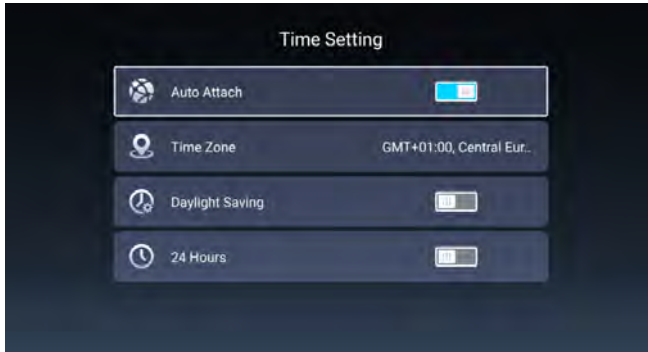 Time Setting
Auto Attach
Time Zone GMT+01:00, Central Eur..
Daylight Saving
24 Hours